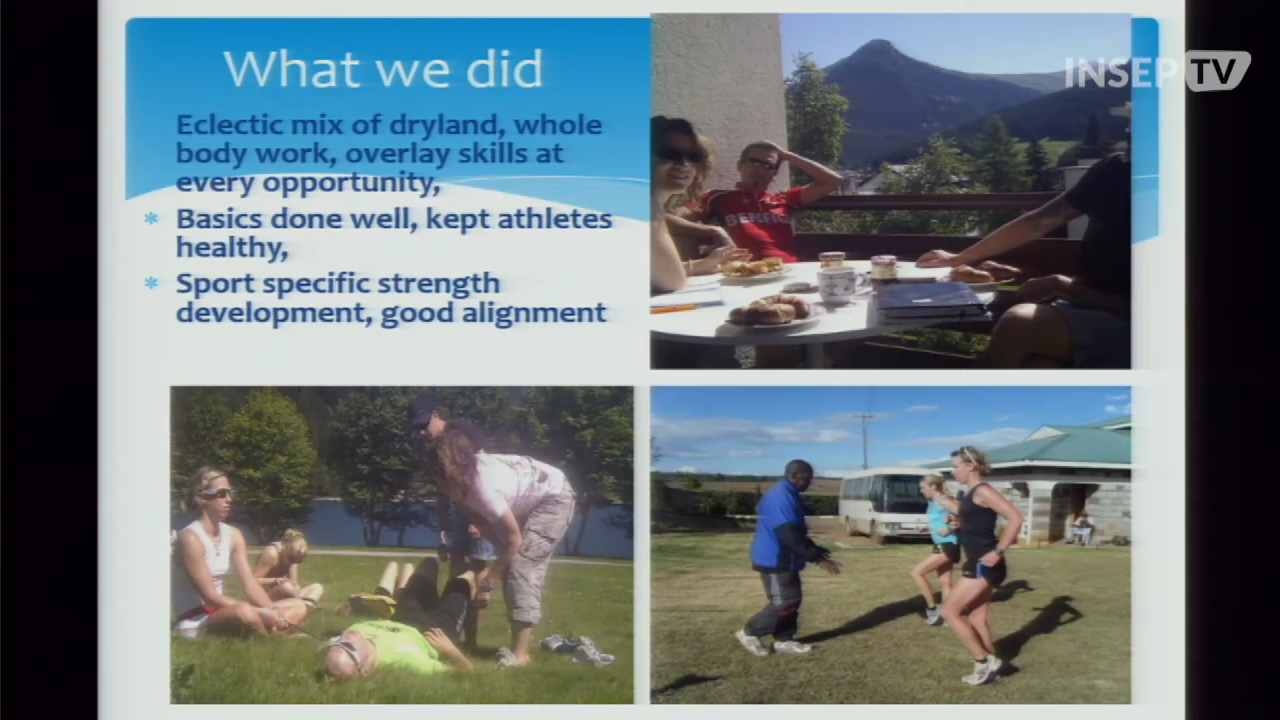 What we did
Eclectic mix of dryland, whole
body work, overlay skills at
every opportunity,
* Basics done well, kept athletes
healthy,
* Sport specific strength
development, good alignment
INSEP TV